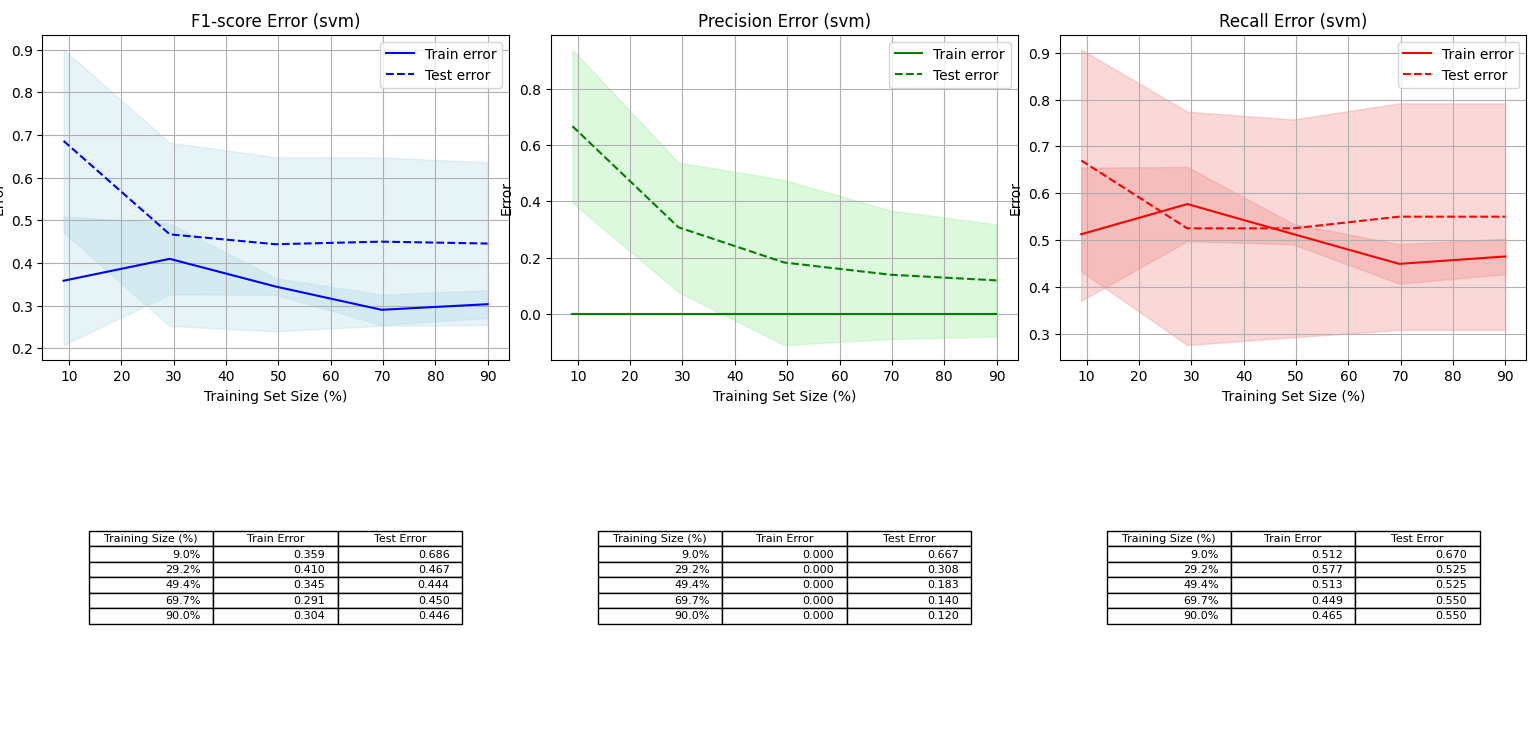 F1-score Error (svm)
Train error
Test error
0.9
0.8
0.7
0.6
0.5
0.4
0.3
0.2
Error
10 20 30 40 50 60 70 80 90
Training Set Size (%)
Precision Error (svm)
Train error
Test error
0.8
0.6
0.4
0.2
0.0
Error
10 20 30 40 50 60 70 80 90
Training Set Size (%)
Recall Error (svm)
Train error
Test error
0.9
0.8
0.7
0.6
0.5
0.4
0.3
Error
10 20 30 40 50 60 70 80 90
Training Set Size (%)
Training Size (%) Train Error Test Error
9.0% 0.359 0.686
29.2% 0.410 0.467
49.4% 0.345 0.444
69.7% 0.291 0.450
90.0% 0.304 0.446
Training Size (%) Train Error Test Error
9.0% 0.000 0.667
29.2% 0.000 0.308
49.4% 0.000 0.183
69.7% 0.000 0.140
90.0% 0.000 0.120
Training Size (%) Train Error Test Error
9.0% 0.512 0.670
29.2% 0.577 0.525
49.4% 0.513 0.525
69.7% 0.449 0.550
90.0% 0.465 0.550